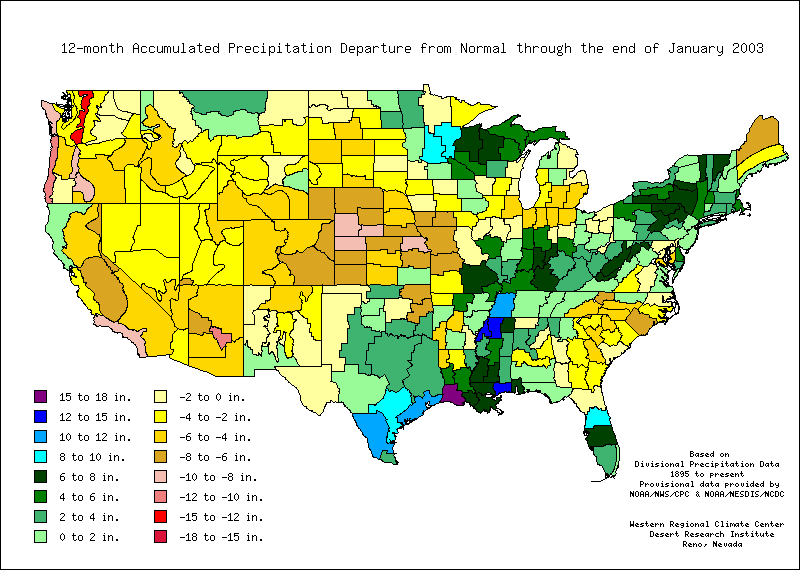 12-month Accumulated Precipitation Departure from Normal through the end of January 2003
15 to 18 in.
12 to 15 in.
10 to 12 in.
8 to 10 in.
6 to 8 in.
4 to 6 in.
2 to 4 in.
0 to 2 in.
-2 to 0 in.
-4 to -2 in.
-6 to -4 in.
-8 to -6 in.
-10 to -8 in.
-12 to -10 in.
-15 to -12 in.
-18 to -15 in.
Based on
Divisional Precipitation Data
1895 to present
Provisional data provided by
NOAA/NWS/CPC & NOAA/NESDIS/NCDC
Western Regional Climate Center
Desert Research Institute
Reno, Nevada